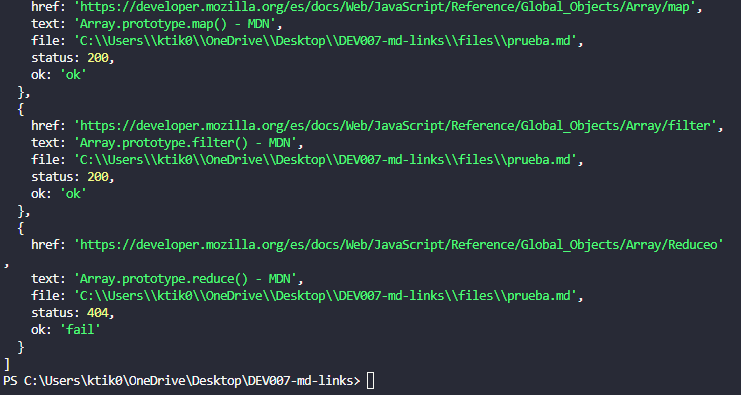 href: 'https://developer.mozilla.org/es/docs/Web/JavaScript/Reference/Global_Objects/Array/map',
    text: 'Array.prototype.map() - MDN',
    file: 'C:\\Users\\ktik0\\OneDrive\\Desktop\\DEV007-md-links\\files\\prueba.md',
    status: 200,
    ok: 'ok'
  },
  {
    href: 'https://developer.mozilla.org/es/docs/Web/JavaScript/Reference/Global_Objects/Array/filter',
    text: 'Array.prototype.filter() - MDN',
    file: 'C:\\Users\\ktik0\\OneDrive\\Desktop\\DEV007-md-links\\files\\prueba.md',
    status: 200,
    ok: 'ok'
  },
  {
    href: 'https://developer.mozilla.org/es/docs/Web/JavaScript/Reference/Global_Objects/Array/Reduceo'
,
    text: 'Array.prototype.reduce() - MDN',
    file: 'C:\\Users\\ktik0\\OneDrive\\Desktop\\DEV007-md-links\\files\\prueba.md',
    status: 404,
    ok: 'fail'
  }
]
PS C:\Users\ktik0\OneDrive\Desktop\DEV007-md-links>